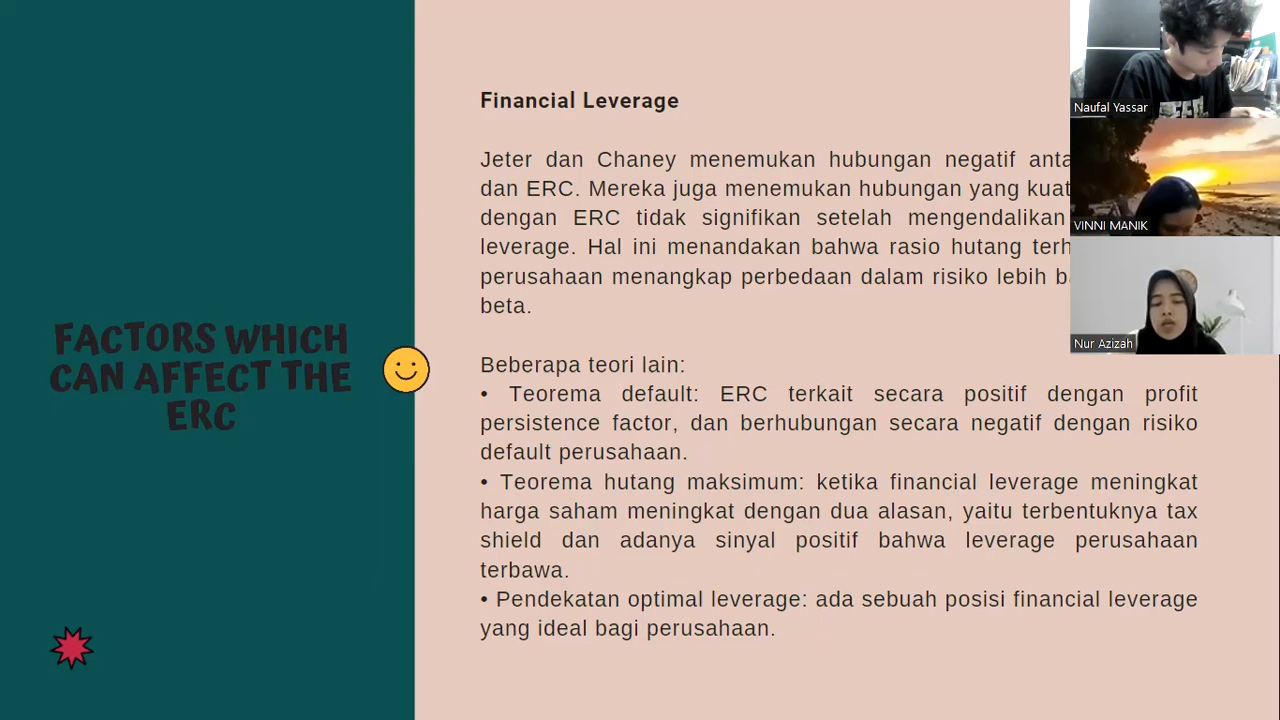 FACTORS WHICH
CAN AFFECT THE
ERC
Financial Leverage
Jeter dan Chaney menemukan hubungan negatif
dan ERC. Mereka juga menemukan hubungan yang kuat
dengan ERC tidak signifikan setelah mengendalikan
leverage. Hal ini menandakan bahwa rasio hutang
perusahaan menangkap perbedaan dalam risiko lebih
beta.
Beberapa teori lain:
• Teorema default: ERC terkait secara positif dengan profit
persistence factor, dan berhubungan secara negatif dengan risiko
default perusahaan.
• Teorema hutang maksimum: ketika financial leverage meningkat
harga saham meningkat dengan dua alasan, yaitu terbentuknya tax
shield dan adanya sinyal positif bahwa leverage perusahaan
terbawa.
• Pendekatan optimal leverage: ada sebuah posisi financial leverage
yang ideal bagi perusahaan.
Naufal Yassar
VINNI MANIK
Nur Azizah